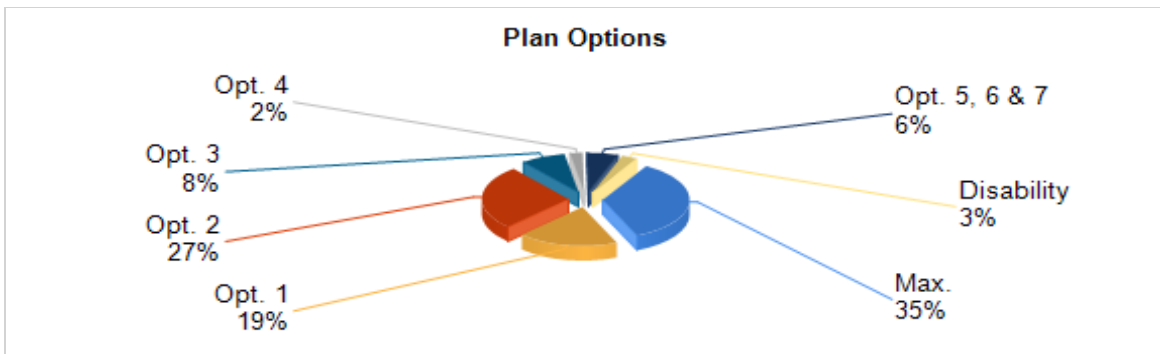 Plan Options
Opt. 4
2%
Opt. 5, 6 & 7
6%
Opt. 3
8%
Disability
3%
Opt. 2
27%
Opt. 1
19%
Max.
35%